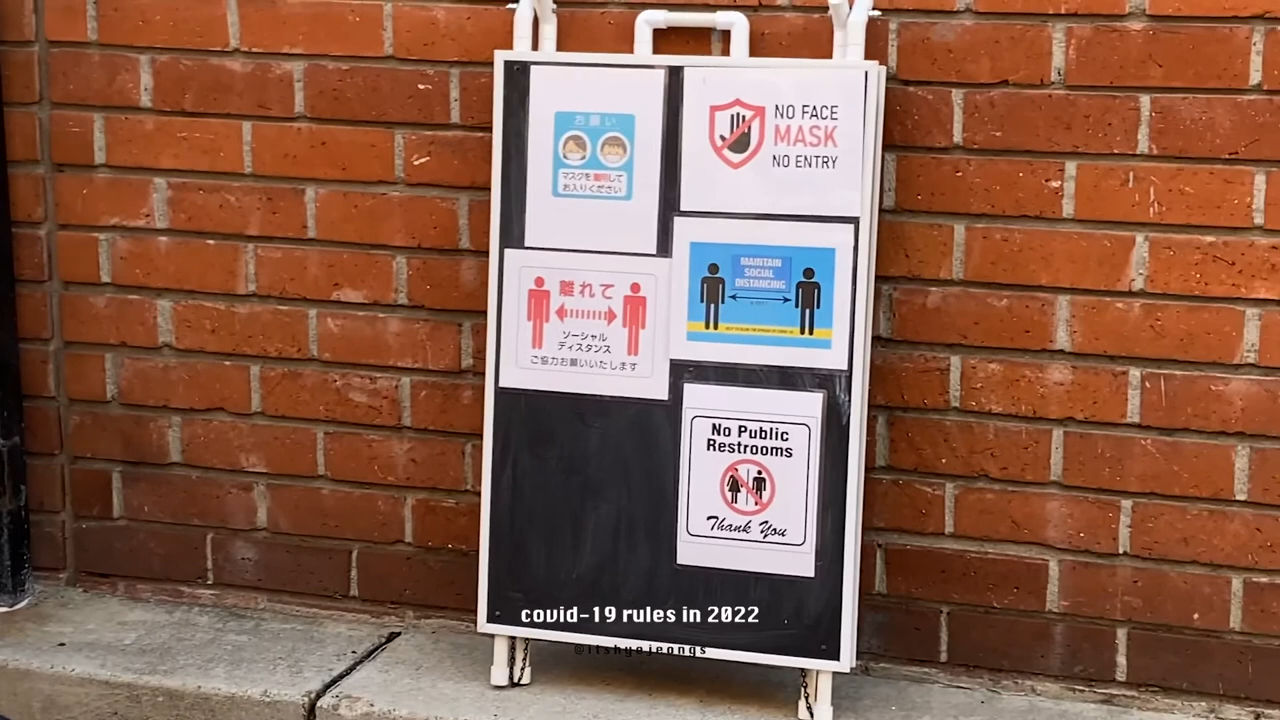 お願い
マスクを着用して
お入りください
NO FACE
MASK
NO ENTRY
離れて
ソーシャル
ディスタンス
ご協力お願いいたします
MAINTAIN
SOCIAL
DISTANCING
No Public
Restrooms
Thank You
covid-19 rules in 2022
@itshyejeongs